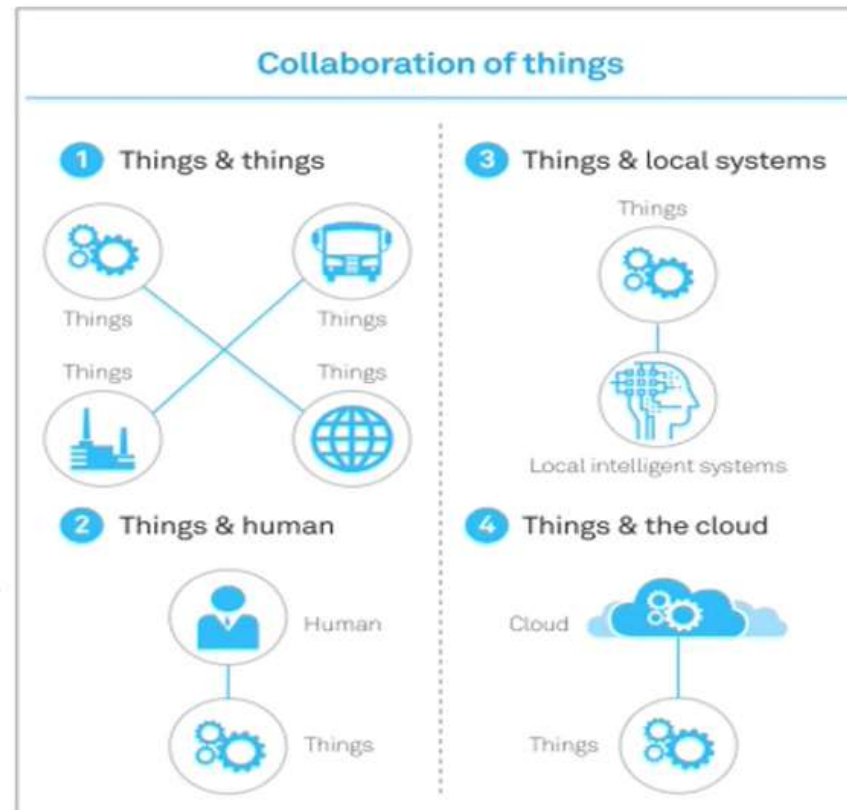 Collaboration of things
1 Things & things
Things
Things
Things
Things
2 Things & human
Human
Things
3 Things & local systems
Things
Local intelligent systems
4 Things & the cloud
Cloud
Things